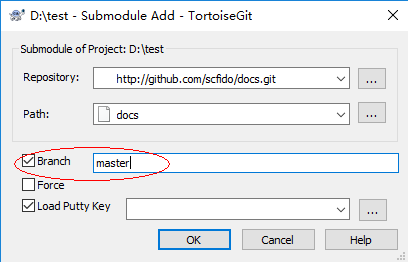 D:\test - Submodule Add - TortoiseGit
Submodule of Project: D:\test
Repository: http://github.com/scfido/docs.git ...
Path: docs ...
Branch master
Force
Load Putty Key ...
OK Cancel Help